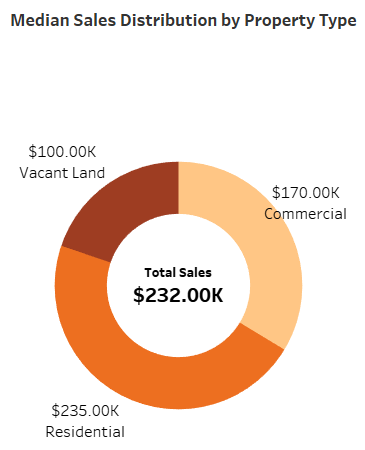 Median Sales Distribution by Property Type
$100.00K
Vacant Land
$170.00K
Commercial
Total Sales
$232.00K
$235.00K
Residential